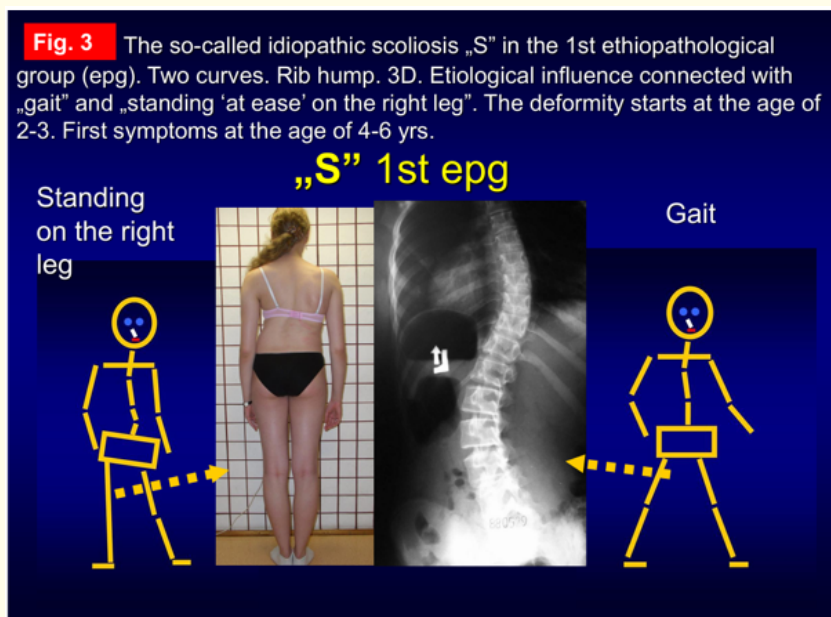 Fig. 3 The so-called idiopathic scoliosis „S” in the 1st ethiopathological
group (epg). Two curves. Rib hump. 3D. Etiological influence connected with
„gait” and „standing ‘at ease’ on the right leg”. The deformity starts at the age of
2-3. First symptoms at the age of 4-6 yrs.
„S” 1st epg
Standing
on the right
leg
Gait